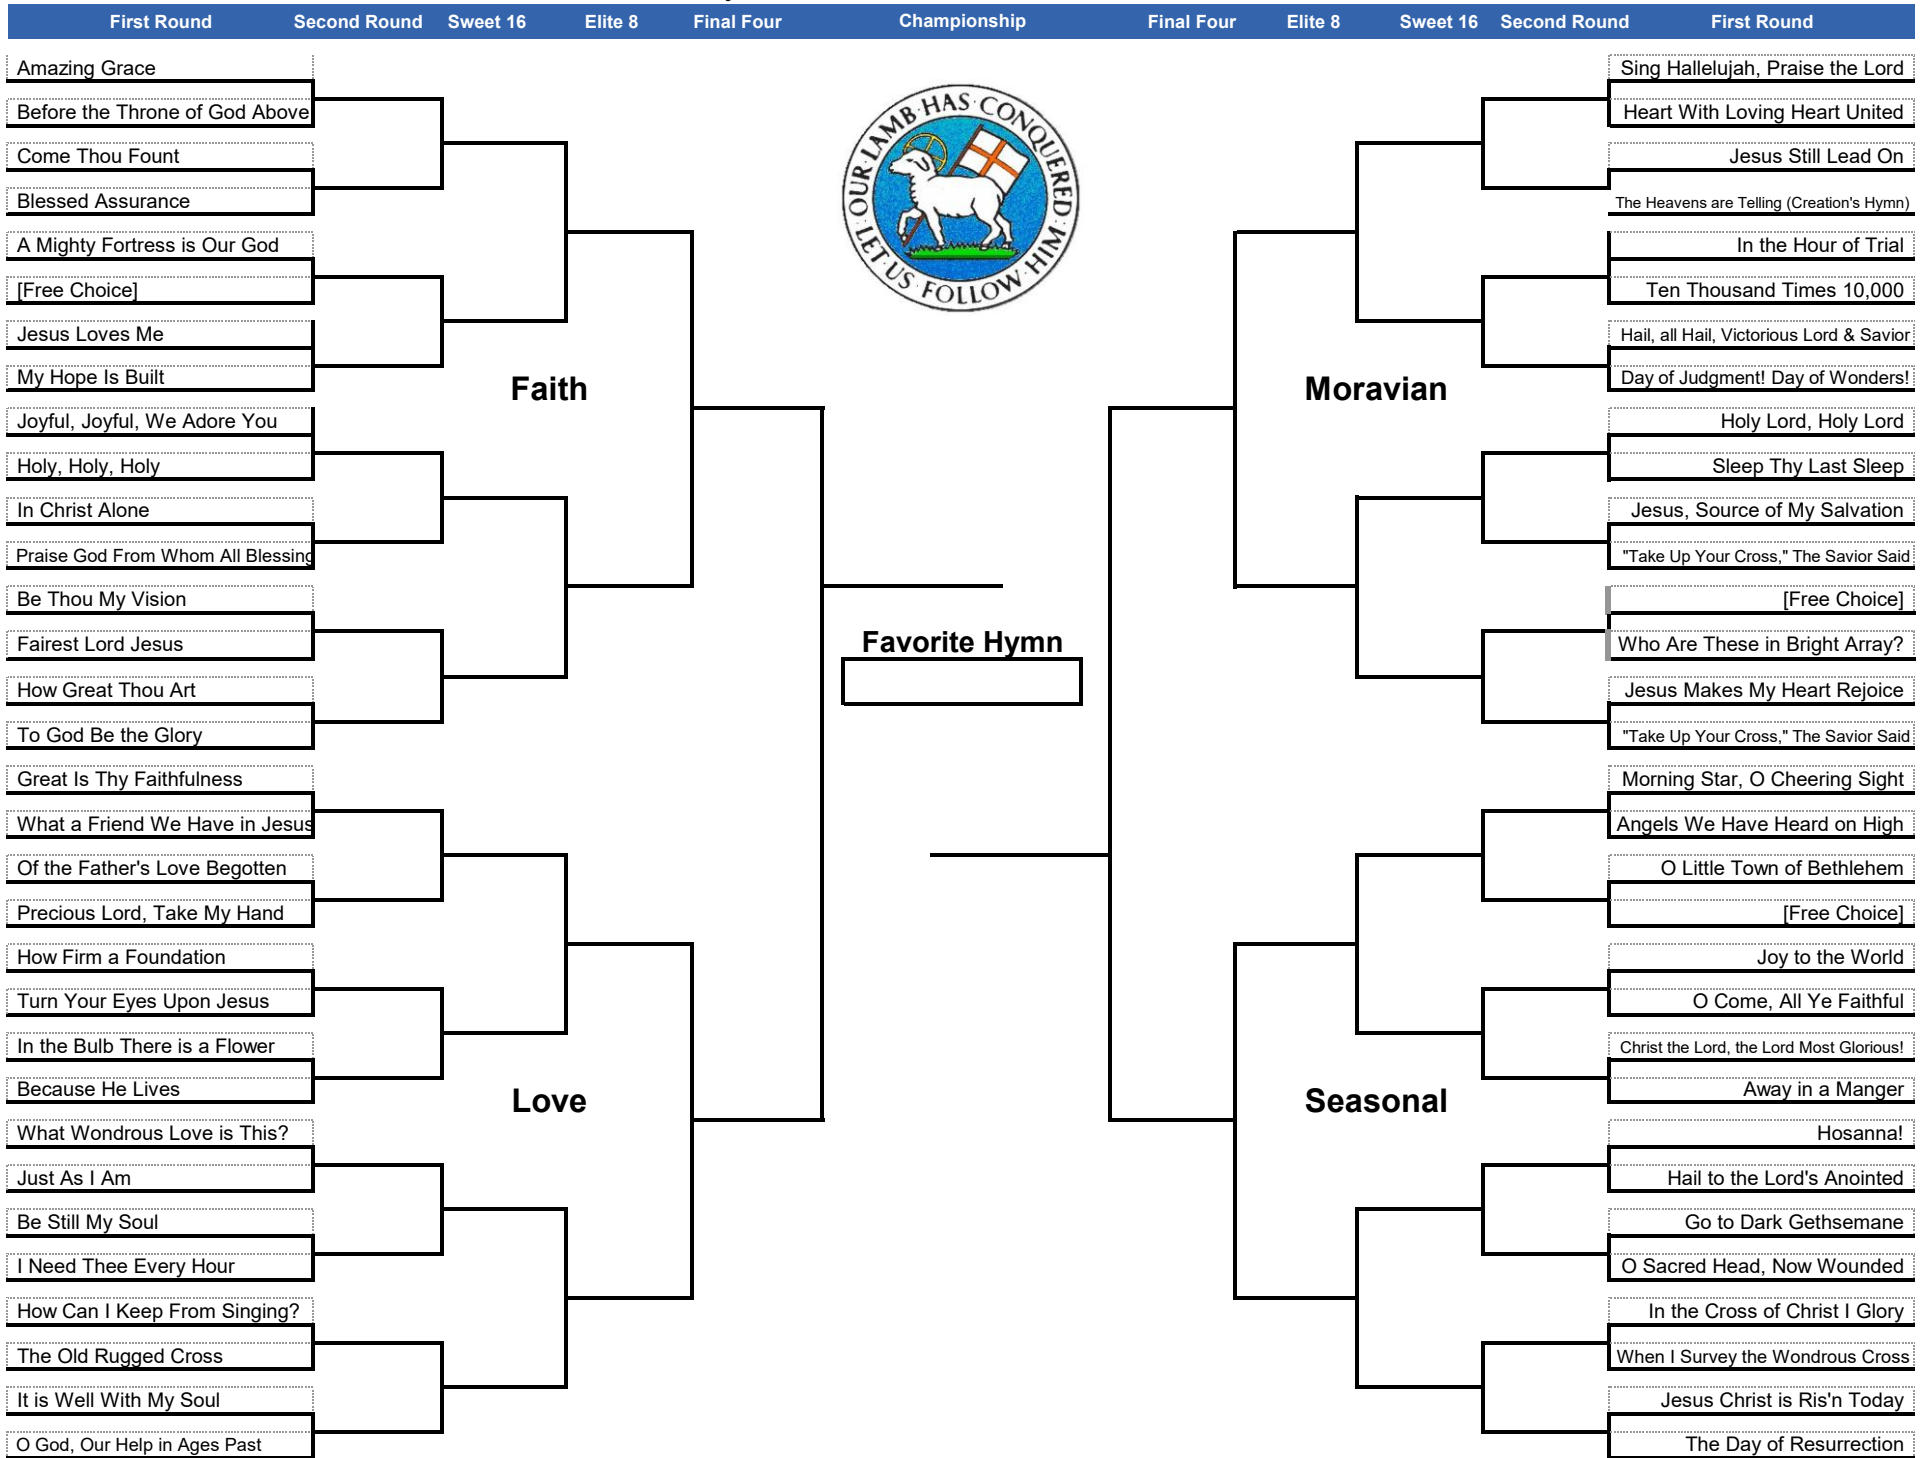 First Round Second Round Sweet 16 Elite 8 Final Four Championship Final Four Elite 8 Sweet 16 Second Round First Round
Amazing Grace
Before the Throne of God Above
Come Thou Fount
Blessed Assurance
A Mighty Fortress is Our God
[Free Choice]
Jesus Loves Me
My Hope Is Built
Faith
Joyful, Joyful, We Adore You
Holy, Holy, Holy
In Christ Alone
Praise God From Whom All Blessing
Be Thou My Vision
Fairest Lord Jesus
How Great Thou Art
To God Be the Glory
Great Is Thy Faithfulness
What a Friend We Have in Jesus
Of the Father's Love Begotten
Precious Lord, Take My Hand
How Firm a Foundation
Turn Your Eyes Upon Jesus
In the Bulb There is a Flower
Because He Lives
Love
What Wondrous Love is This?
Just As I Am
Be Still My Soul
I Need Thee Every Hour
How Can I Keep From Singing?
The Old Rugged Cross
It is Well With My Soul
O God, Our Help in Ages Past
OUR LAMB HAS CONQUERED
LET US FOLLOW HIM
Favorite Hymn
Sing Hallelujah, Praise the Lord
Heart With Loving Heart United
Jesus Still Lead On
The Heavens are Telling (Creation's Hymn)
In the Hour of Trial
Ten Thousand Times 10,000
Hail, all Hail, Victorious Lord & Savior
Day of Judgment! Day of Wonders!
Moravian
Holy Lord, Holy Lord
Sleep Thy Last Sleep
Jesus, Source of My Salvation
"Take Up Your Cross," The Savior Said
[Free Choice]
Who Are These in Bright Array?
Jesus Makes My Heart Rejoice
"Take Up Your Cross," The Savior Said
Morning Star, O Cheering Sight
Angels We Have Heard on High
O Little Town of Bethlehem
[Free Choice]
Joy to the World
O Come, All Ye Faithful
Christ the Lord, the Lord Most Glorious!
Away in a Manger
Seasonal
Hosanna!
Hail to the Lord's Anointed
Go to Dark Gethsemane
O Sacred Head, Now Wounded
In the Cross of Christ I Glory
When I Survey the Wondrous Cross
Jesus Christ is Ris'n Today
The Day of Resurrection